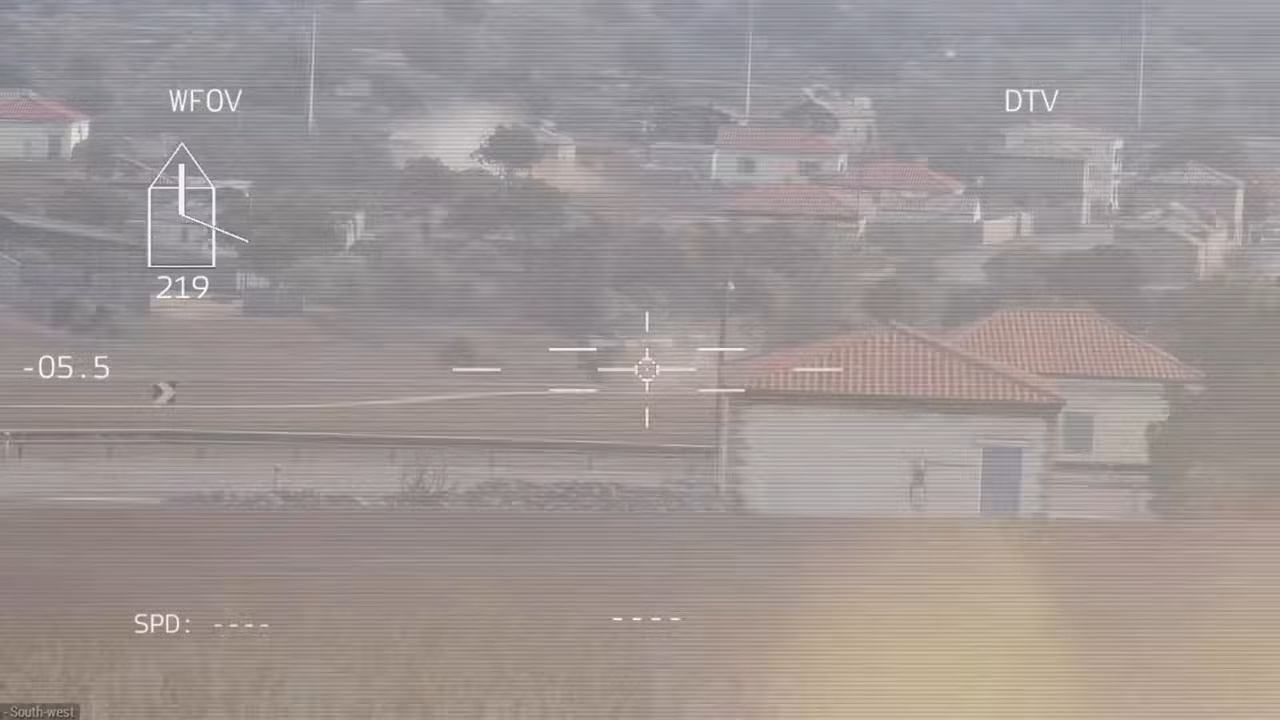 WFOV
DTV
219
-05.5
SPD: ----
----
- South-west